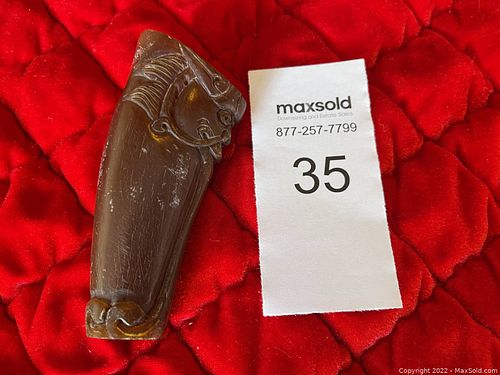 maxsold
Downsizing and Estate Sales
877-257-7799
35
Copyright 2022 - MaxSold.com